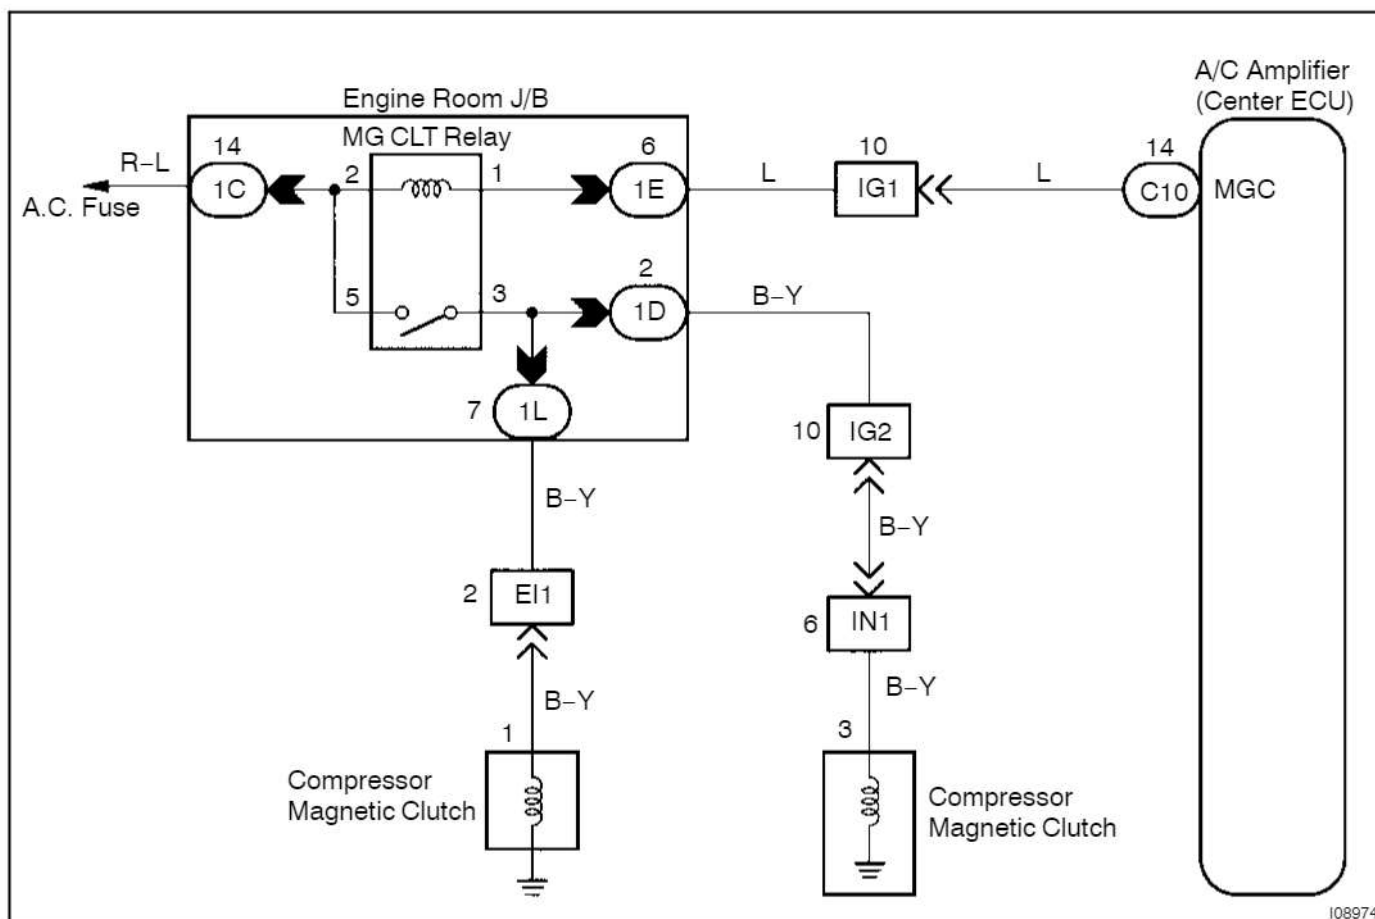 A/C Amplifier
(Center ECU)
Engine Room J/B
MG CLT Relay
14
R-L
1C
A.C. Fuse
2
1
6
1E
L
10
IG1
L
14
C10
MGC
5
3
2
1D
B-Y
7
1L
10
IG2
B-Y
B-Y
2
EI1
6
IN1
B-Y
B-Y
1
3
Compressor
Magnetic Clutch
Compressor
Magnetic Clutch
I08974